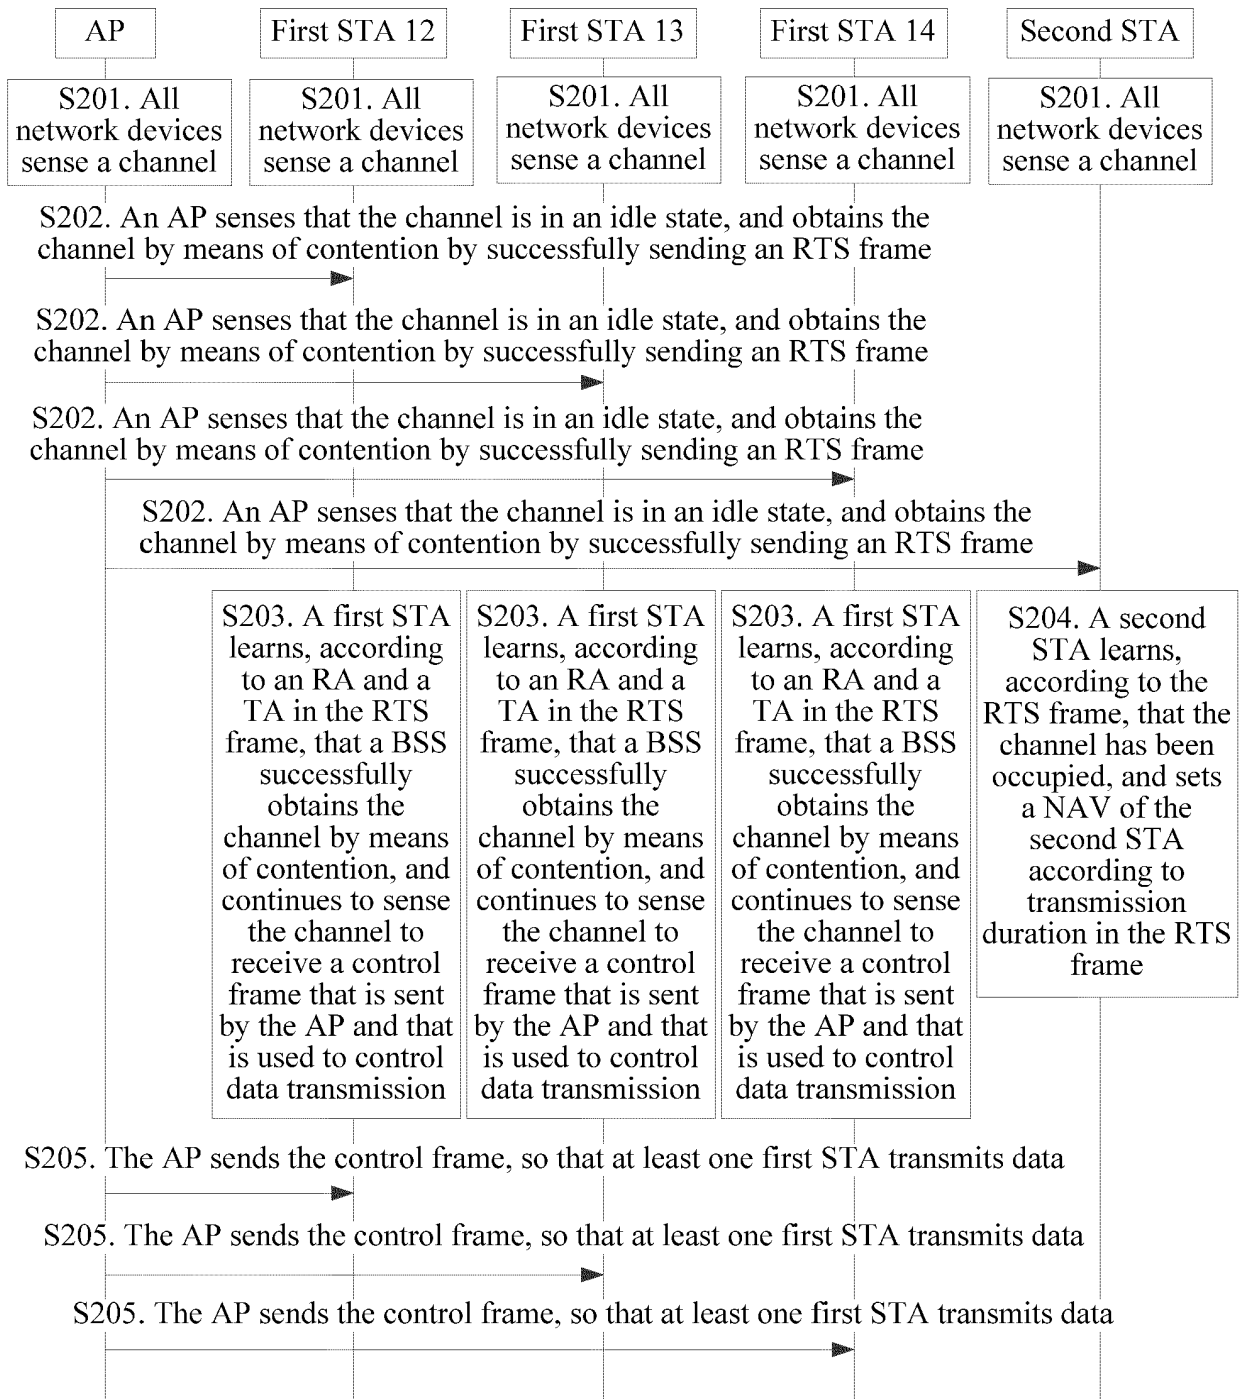 AP
First STA 12
First STA 13
First STA 14
Second STA
S201. All
network devices
sense a channel
S201. All
network devices
sense a channel
S201. All
network devices
sense a channel
S201. All
network devices
sense a channel
S201. All
network devices
sense a channel
S202. An AP senses that the channel is in an idle state, and obtains the
channel by means of contention by successfully sending an RTS frame
S202. An AP senses that the channel is in an idle state, and obtains the
channel by means of contention by successfully sending an RTS frame
S202. An AP senses that the channel is in an idle state, and obtains the
channel by means of contention by successfully sending an RTS frame
S202. An AP senses that the channel is in an idle state, and obtains the
channel by means of contention by successfully sending an RTS frame
S203. A first STA
learns, according
to an RA and a
TA in the RTS
frame, that a BSS
successfully
obtains the
channel by means
of contention, and
continues to sense
the channel to
receive a control
frame that is sent
by the AP and that
is used to control
data transmission
S203. A first STA
learns, according
to an RA and a
TA in the RTS
frame, that a BSS
successfully
obtains the
channel by means
of contention, and
continues to sense
the channel to
receive a control
frame that is sent
by the AP and that
is used to control
data transmission
S203. A first STA
learns, according
to an RA and a
TA in the RTS
frame, that a BSS
successfully
obtains the
channel by means
of contention, and
continues to sense
the channel to
receive a control
frame that is sent
by the AP and that
is used to control
data transmission
S204. A second
STA learns,
according to the
RTS frame, that the
channel has been
occupied, and sets
a NAV of the
second STA
according to
transmission
duration in the RTS
frame
S205. The AP sends the control frame, so that at least one first STA transmits data
S205. The AP sends the control frame, so that at least one first STA transmits data
S205. The AP sends the control frame, so that at least one first STA transmits data